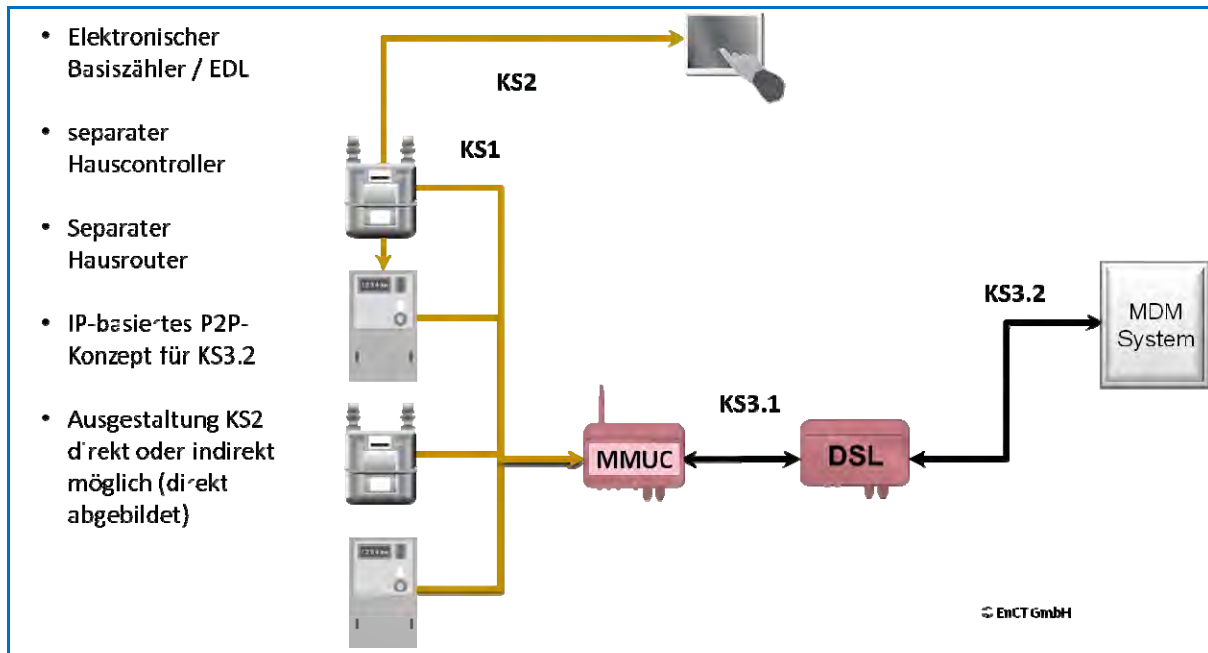 • Elektronischer
Basiszähler / EDL
• separater
Hauscontroller
• Separater
Hausrouter
• IP-basiertes P2P-
Konzept für KS3.2
• Ausgestaltung KS2
direkt oder indirekt
möglich (direkt
abgebildet)
KS2
KS1
KS3.2
MDM
System
KS3.1
MMUC
DSL
© EnCT GmbH